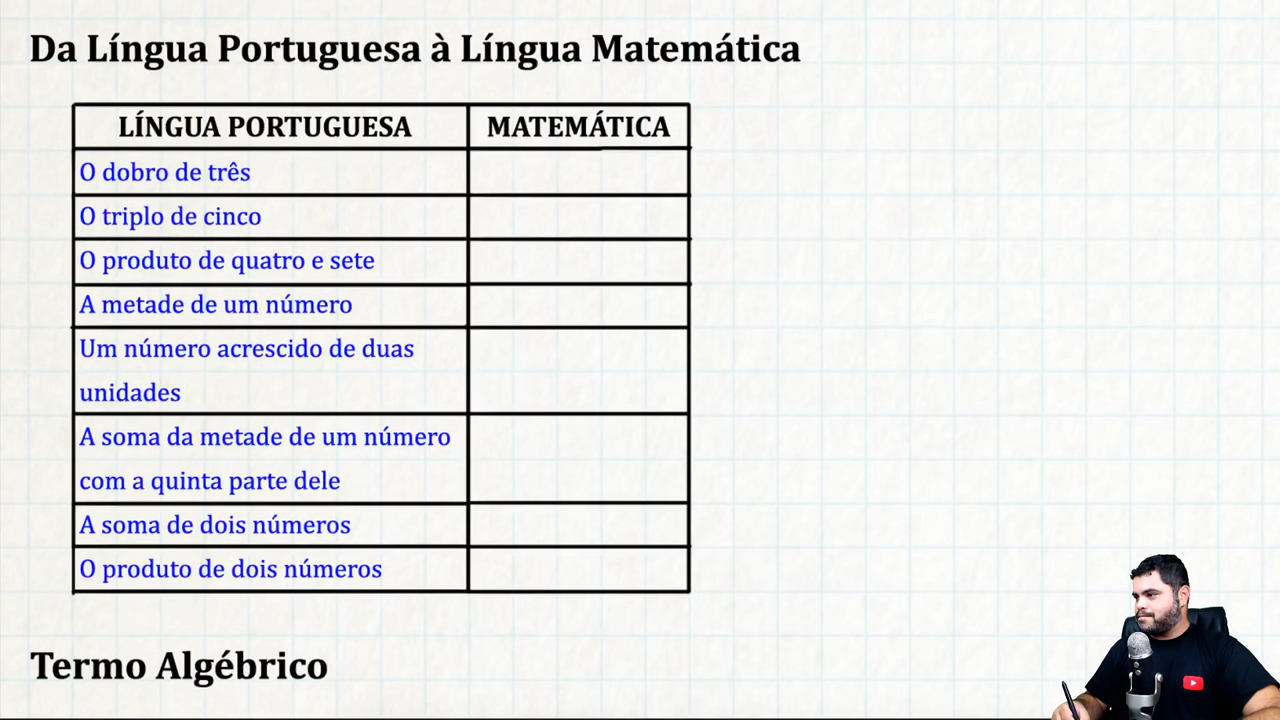 Da Língua Portuguesa à Língua Matemática
LÍNGUA PORTUGUESA MATEMÁTICA
O dobro de três
O triplo de cinco
O produto de quatro e sete
A metade de um número
Um número acrescido de duas
unidades
A soma da metade de um número
com a quinta parte dele
A soma de dois números
O produto de dois números
Termo Algébrico